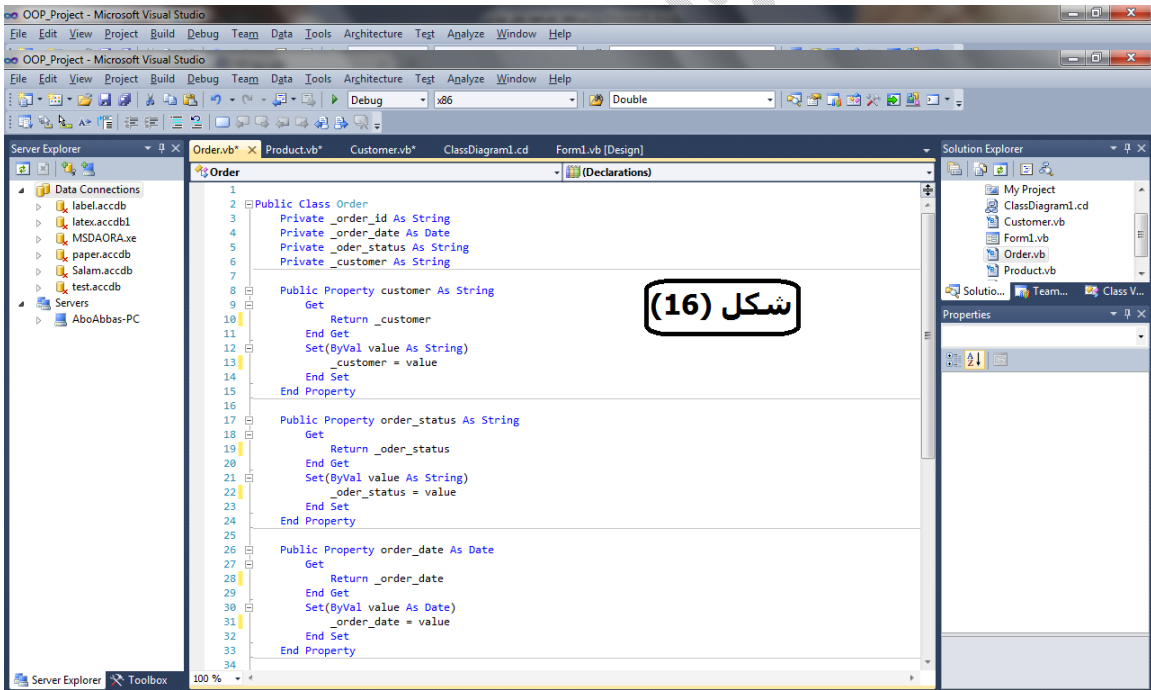 OOP_Project - Microsoft Visual Studio
File Edit View Project Build Debug Team Data Tools Architecture Test Analyze Window Help
OOP_Project - Microsoft Visual Studio
File Edit View Project Build Debug Team Data Tools Architecture Test Analyze Window Help
Debug x86 Double
Server Explorer
Data Connections
label.accdb
latex.accdb1
MSDAORA.xe
paper.accdb
Salam.accdb
test.accdb
Servers
AboAbbas-PC
Server Explorer Toolbox
Order.vb* Product.vb* Customer.vb* ClassDiagram1.cd Form1.vb [Design]
Order (Declarations)
1
2 Public Class Order
3 Private _order_id As String
4 Private _order_date As Date
5 Private _oder_status As String
6 Private _customer As String
7
8 Public Property customer As String
9 Get
10 Return _customer
11 End Get
12 Set(ByVal value As String)
13 _customer = value
14 End Set
15 End Property
16
17 Public Property order_status As String
18 Get
19 Return _oder_status
20 End Get
21 Set(ByVal value As String)
22 _oder_status = value
23 End Set
24 End Property
25
26 Public Property order_date As Date
27 Get
28 Return _order_date
29 End Get
30 Set(ByVal value As Date)
31 _order_date = value
32 End Set
33 End Property
34
100 %
شكل (16)
Solution Explorer
My Project
ClassDiagram1.cd
Customer.vb
Form1.vb
Order.vb
Product.vb
Solutio... Team... Class V...
Properties